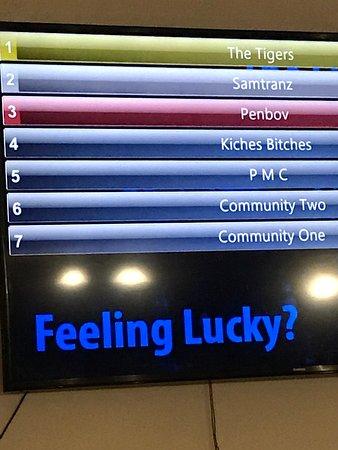 1 The Tigers
2 Samtranz
3 Penbov
4 Kiches Bitches
5 P M C
6 Community Two
7 Community One
Feeling Lucky?